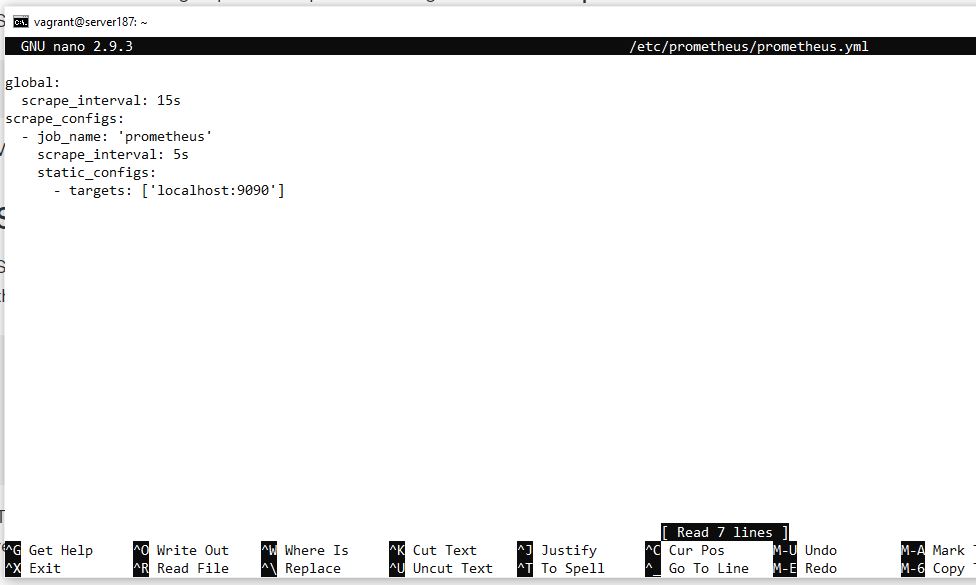 vagrant@server187: ~
GNU nano 2.9.3 /etc/prometheus/prometheus.yml
global:
  scrape_interval: 15s
scrape_configs:
  - job_name: 'prometheus'
    scrape_interval: 5s
    static_configs:
      - targets: ['localhost:9090']
[ Read 7 lines ]
^G Get Help ^O Write Out ^W Where Is ^K Cut Text ^J Justify ^C Cur Pos M-U Undo M-A Mark
^X Exit ^R Read File ^\ Replace ^U Uncut Text ^T To Spell ^_ Go To Line M-E Redo M-6 Copy